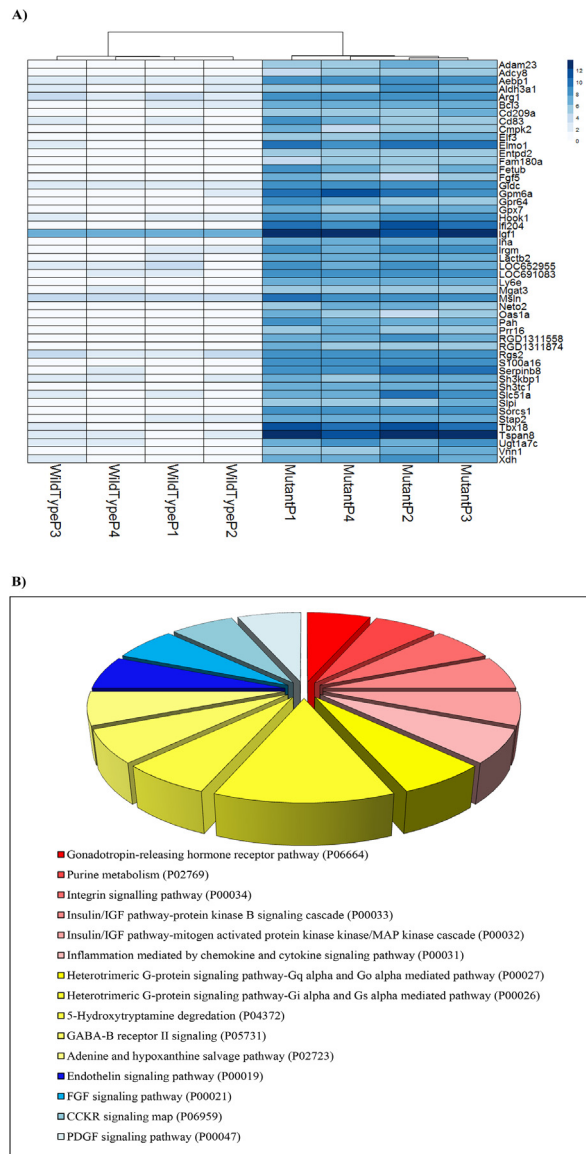 A)
Adam23
Adcy8
Aebp1
Aldh3a1
Arg1
Bcl3
Cd209a
Cd83
Cmpk2
Elf3
Elmo1
Entpd2
Fam180a
Fetub
Fgf5
Gldc
Gpm6a
Gpr64
Gpx7
Hook1
Ifi204
Igf1
Ina
Irgm
Lactb2
LOC652955
LOC691083
Ly6e
Mgat3
Msln
Neto2
Oas1a
Pah
Prr16
RGD1311558
RGD1311874
Rgs2
S100a16
Serpinb8
Sh3kbp1
Sh3tc1
Slc51a
Slpi
Sorcs1
Stap2
Tbx18
Tspan8
Ugt1a7c
Vnn1
Xdh
12
10
8
6
4
2
0
WildTypeP3
WildTypeP4
WildTypeP1
WildTypeP2
MutantP1
MutantP4
MutantP2
MutantP3
B)
Gonadotropin-releasing hormone receptor pathway (P06664)
Purine metabolism (P02769)
Integrin signalling pathway (P00034)
Insulin/IGF pathway-protein kinase B signaling cascade (P00033)
Insulin/IGF pathway-mitogen activated protein kinase kinase/MAP kinase cascade (P00032)
Inflammation mediated by chemokine and cytokine signaling pathway (P00031)
Heterotrimeric G-protein signaling pathway-Gq alpha and Go alpha mediated pathway (P00027)
Heterotrimeric G-protein signaling pathway-Gi alpha and Gs alpha mediated pathway (P00026)
5-Hydroxytryptamine degredation (P04372)
GABA-B receptor II signaling (P05731)
Adenine and hypoxanthine salvage pathway (P02723)
Endothelin signaling pathway (P00019)
FGF signaling pathway (P00021)
CCKR signaling map (P06959)
PDGF signaling pathway (P00047)